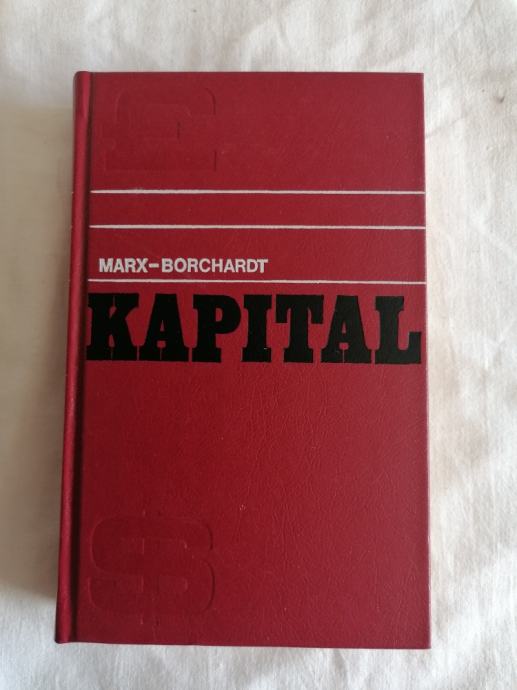 £
MARX–BORCHARDT
KAPITAL
$